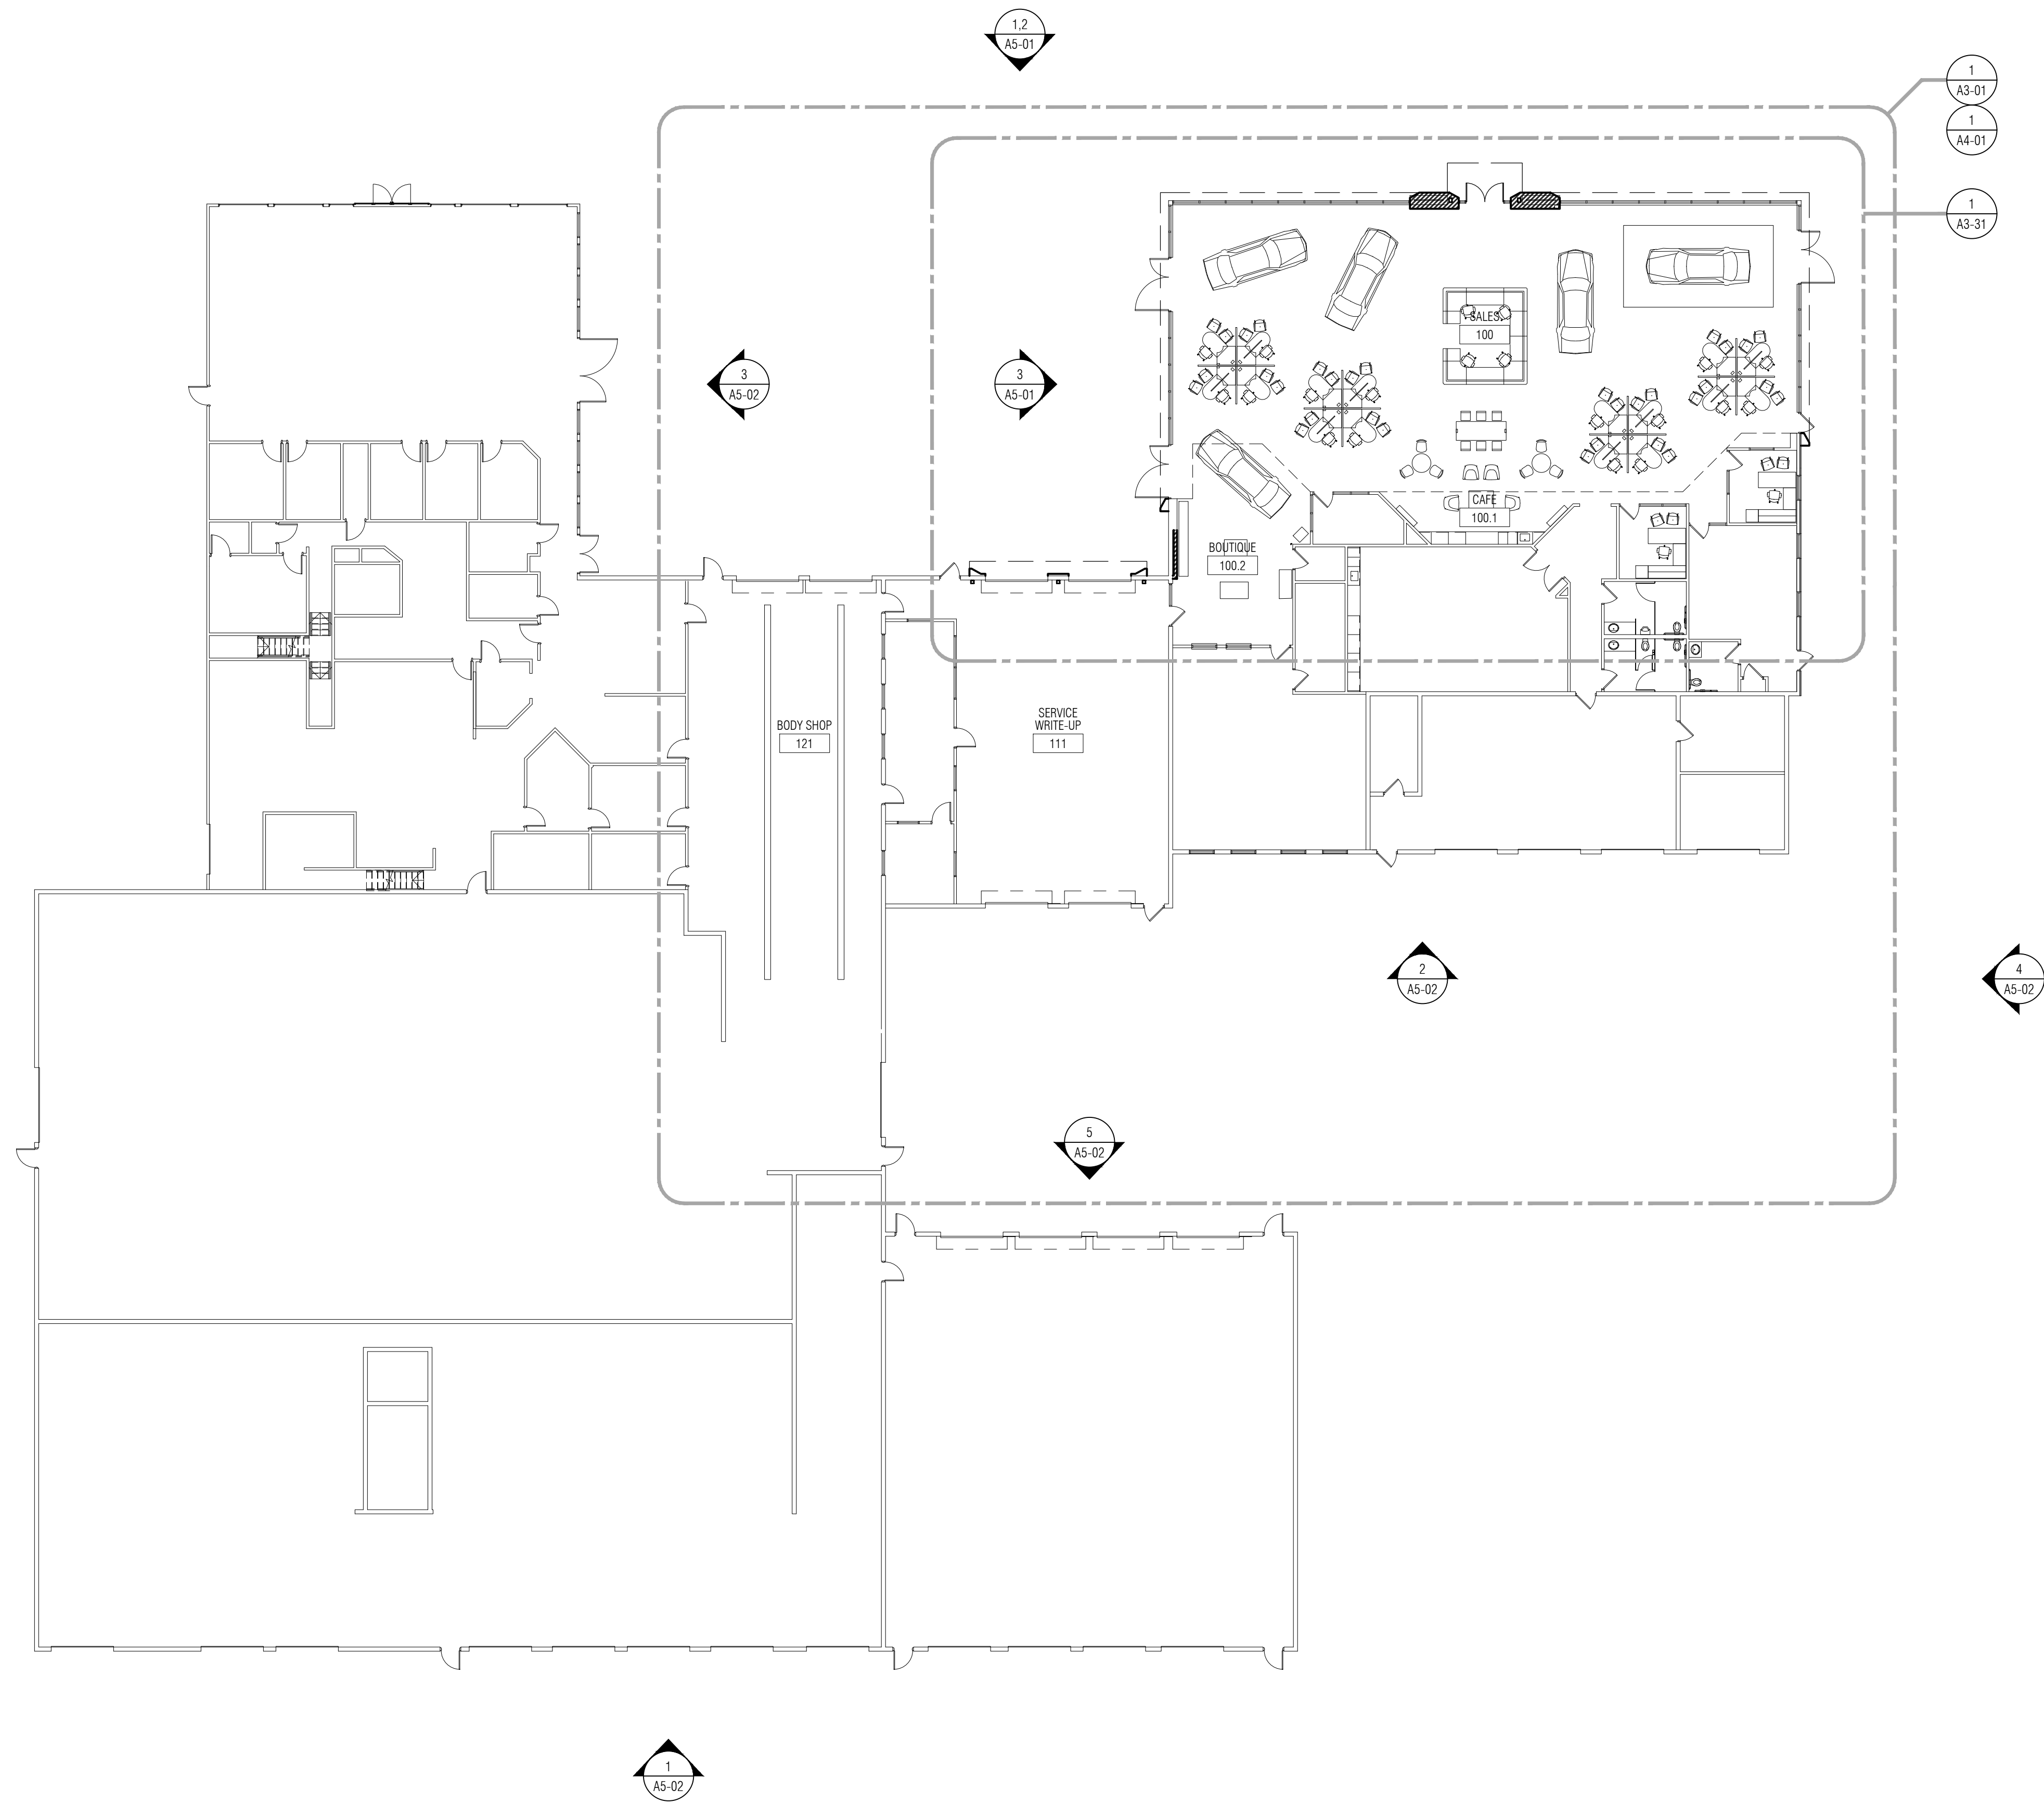 1,2
A5-01
1
A3-01
1
A4-01
1
A3-31
SALES
100
3
A5-02
3
A5-01
CAFE
100.1
BOUTIQUE
100.2
BODY SHOP
121
SERVICE
WRITE-UP
111
2
A5-02
4
A5-02
5
A5-02
1
A5-02